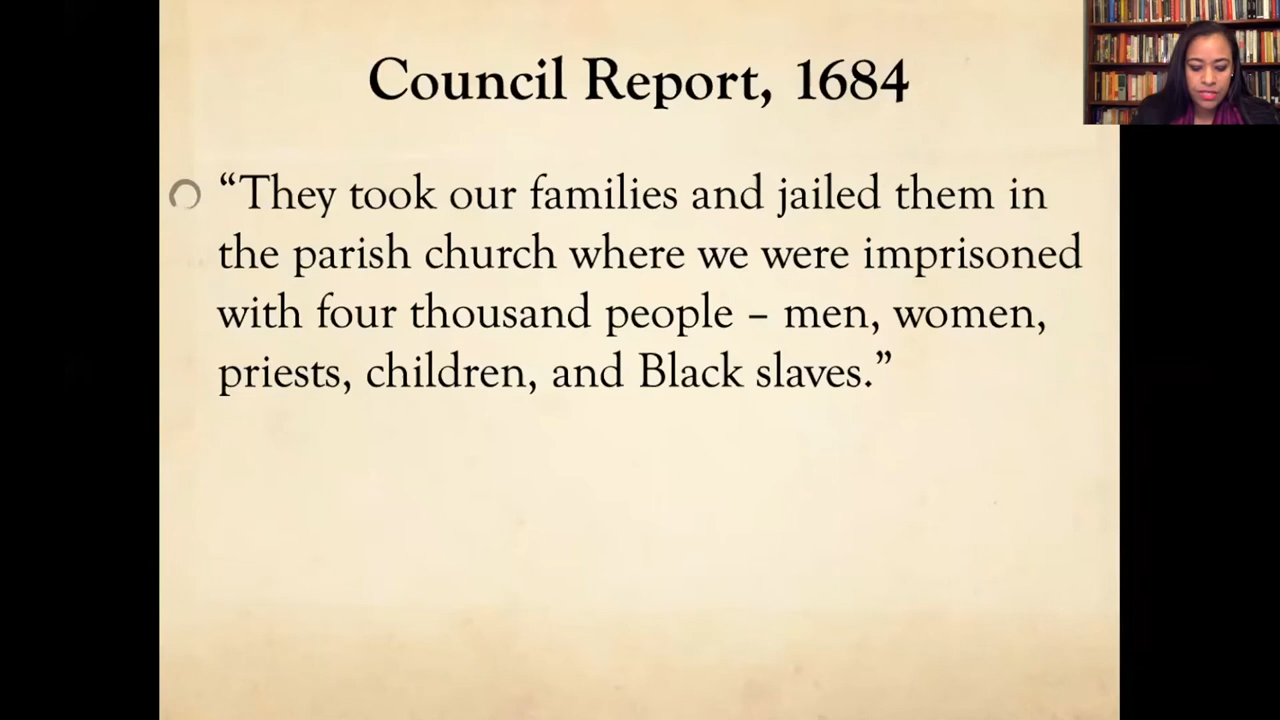 Council Report, 1684
“They took our families and jailed them in
the parish church where we were imprisoned
with four thousand people – men, women,
priests, children, and Black slaves.”